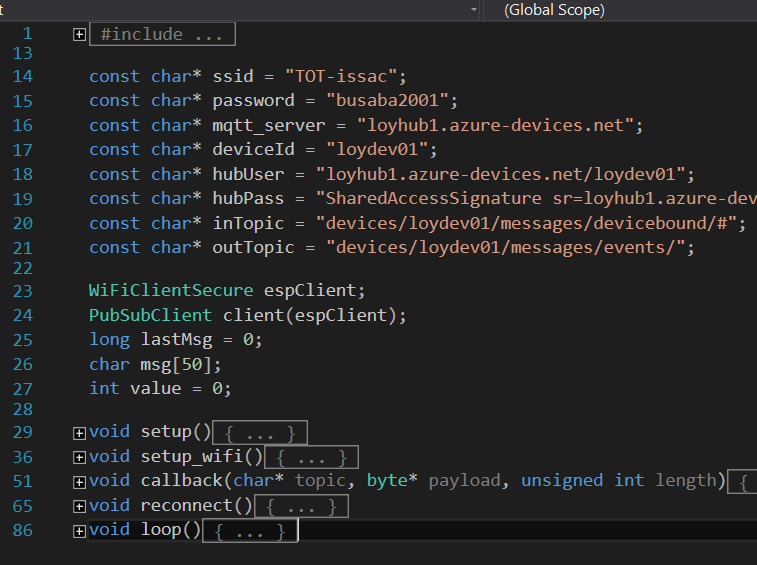 t
(Global Scope)
1 #include ...
13
14 const char* ssid = "TOT-issac";
15 const char* password = "busaba2001";
16 const char* mqtt_server = "loyhub1.azure-devices.net";
17 const char* deviceId = "loydev01";
18 const char* hubUser = "loyhub1.azure-devices.net/loydev01";
19 const char* hubPass = "SharedAccessSignature sr=loyhub1.azure-dev
20 const char* inTopic = "devices/loydev01/messages/devicebound/#";
21 const char* outTopic = "devices/loydev01/messages/events/";
22
23 WiFiClientSecure espClient;
24 PubSubClient client(espClient);
25 long lastMsg = 0;
26 char msg[50];
27 int value = 0;
28
29 void setup(){ ... }
36 void setup_wifi(){ ... }
51 void callback(char* topic, byte* payload, unsigned int length){
65 void reconnect(){ ... }
86 void loop(){ ... }